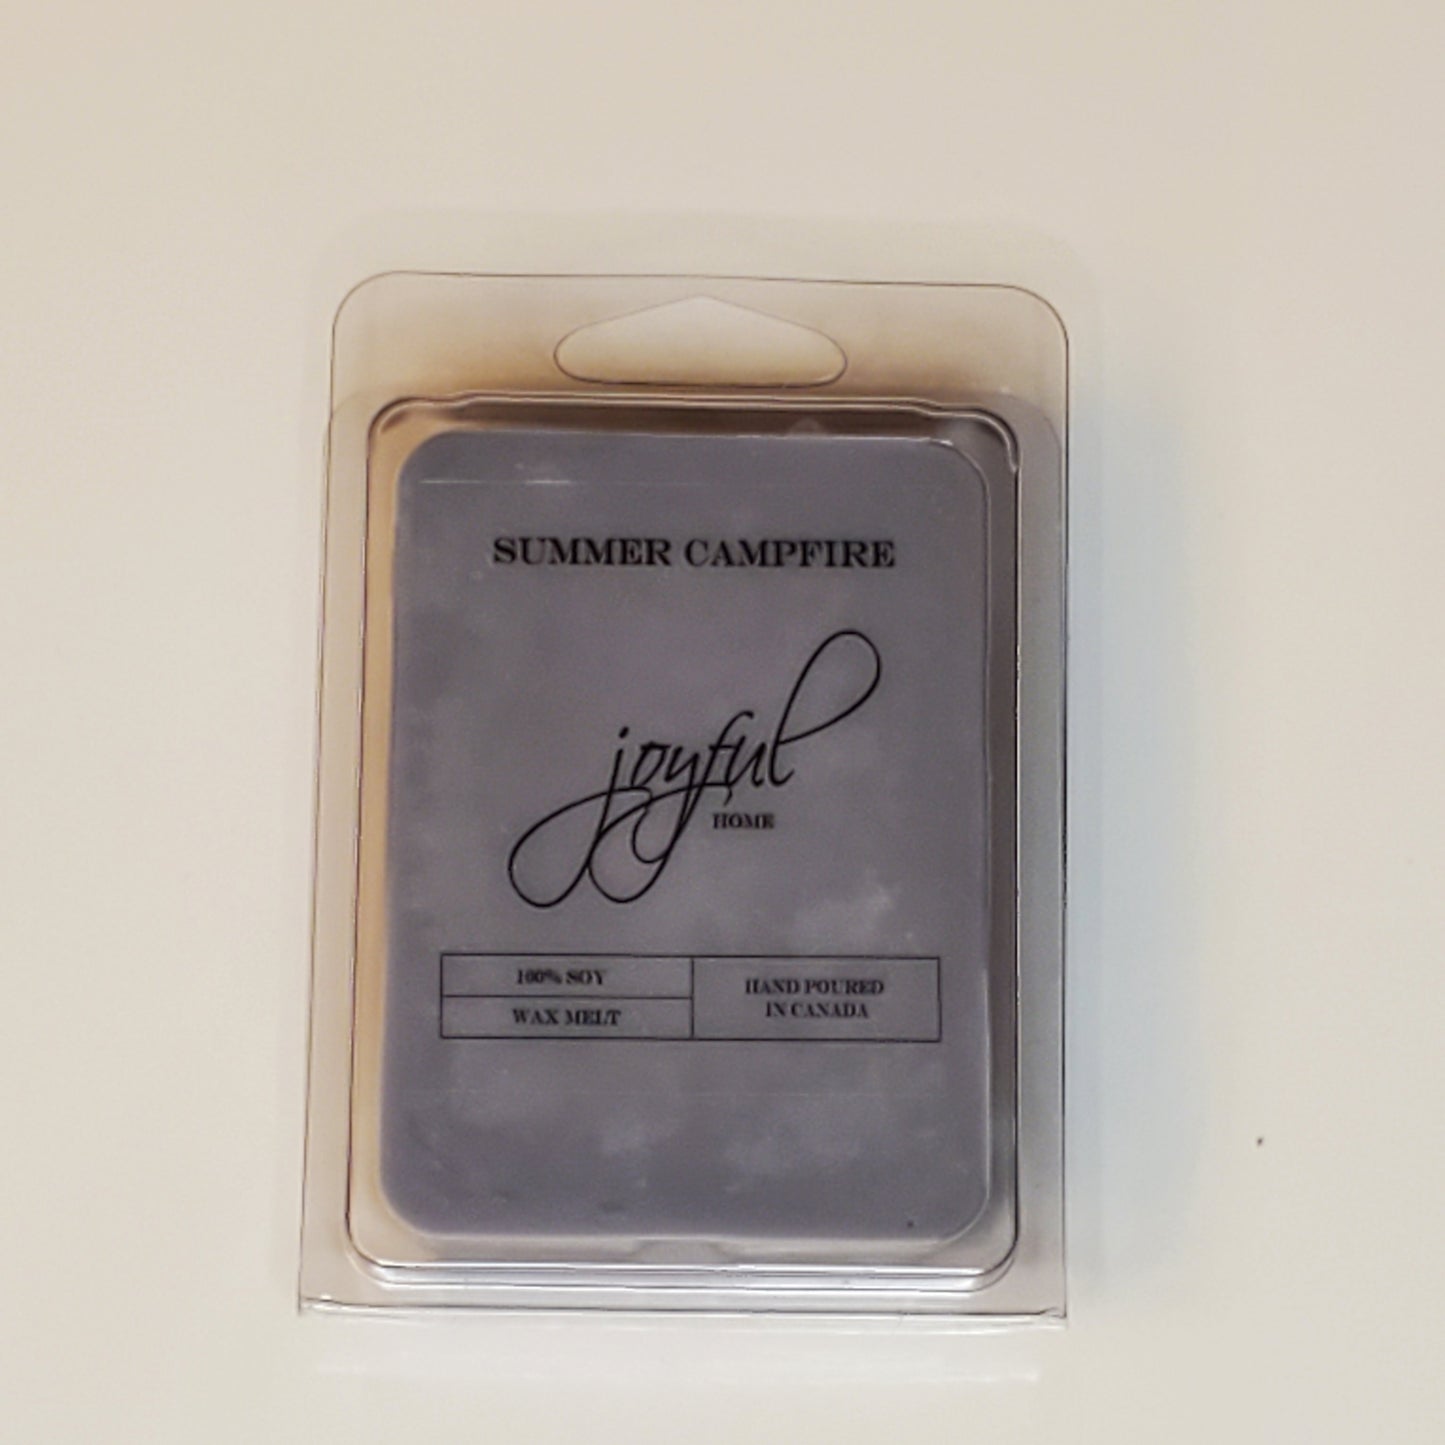 SUMMER CAMPFIRE
joyful
HOME
100% SOY
WAX MELT
HAND POURED
IN CANADA